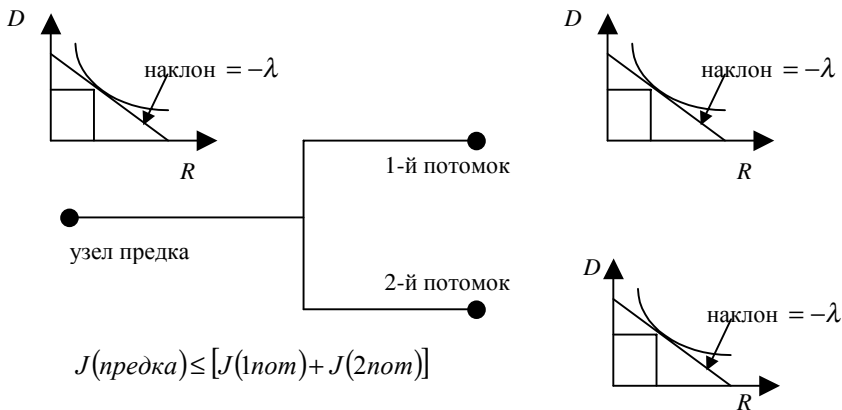 D
наклон = −λ
R
D
наклон = −λ
R
1-й потомок
узел предка
2-й потомок
D
наклон = −λ
R
J(предка) ≤ [J(1пот) + J(2пот)]